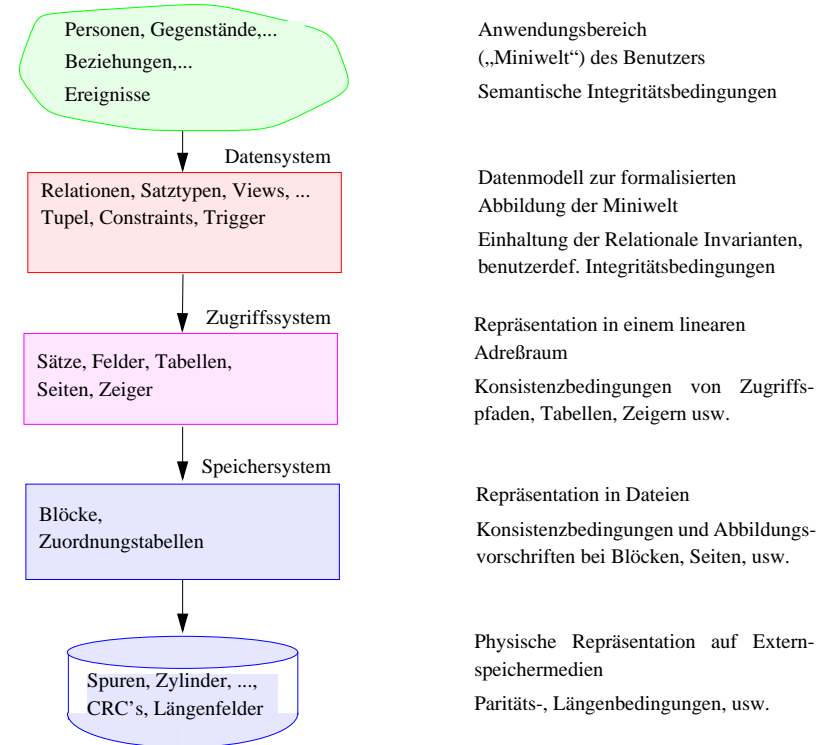 Personen, Gegenstände,...
Beziehungen,...
Ereignisse
Anwendungsbereich
(„Miniwelt“) des Benutzers
Semantische Integritätsbedingungen
Datensystem
Relationen, Satztypen, Views, ...
Tupel, Constraints, Trigger
Datenmodell zur formalisierten
Abbildung der Miniwelt
Einhaltung der Relationale Invarianten,
benutzerdef. Integritätsbedingungen
Zugriffssystem
Sätze, Felder, Tabellen,
Seiten, Zeiger
Repräsentation in einem linearen
Adreßraum
Konsistenzbedingungen von Zugriffs-
pfaden, Tabellen, Zeigern usw.
Speichersystem
Blöcke,
Zuordnungstabellen
Repräsentation in Dateien
Konsistenzbedingungen und Abbildungs-
vorschriften bei Blöcken, Seiten, usw.
Spuren, Zylinder, ...,
CRC’s, Längenfelder
Physische Repräsentation auf Extern-
speichermedien
Paritäts-, Längenbedingungen, usw.